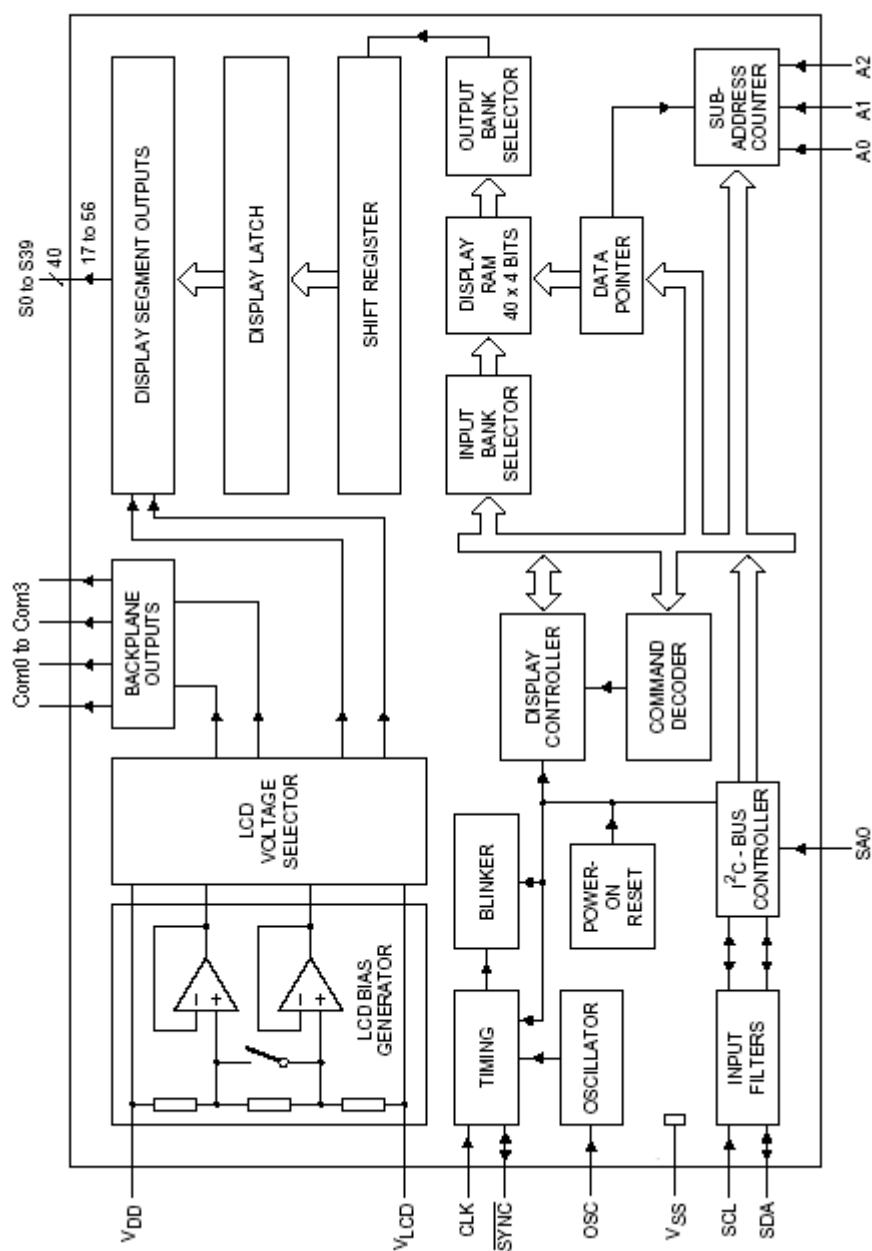 S0 to S39
40
17 to 56
Com0 to Com3
BACKPLANE
OUTPUTS
DISPLAY SEGMENT OUTPUTS
LCD
VOLTAGE
SELECTOR
DISPLAY LATCH
LCD BIAS
GENERATOR
−
+
−
+
SHIFT REGISTER
VDD
VLCD
CLK
SYNC
OSC
VSS
SCL
SDA
TIMING
BLINKER
OSCILLATOR
POWER-
ON
RESET
DISPLAY
CONTROLLER
COMMAND
DECODER
INPUT
BANK
SELECTOR
DISPLAY
RAM
40 x 4 BITS
OUTPUT
BANK
SELECTOR
DATA
POINTER
SUB-
ADDRESS
COUNTER
INPUT
FILTERS
I²C - BUS
CONTROLLER
SA0
A0
A1
A2